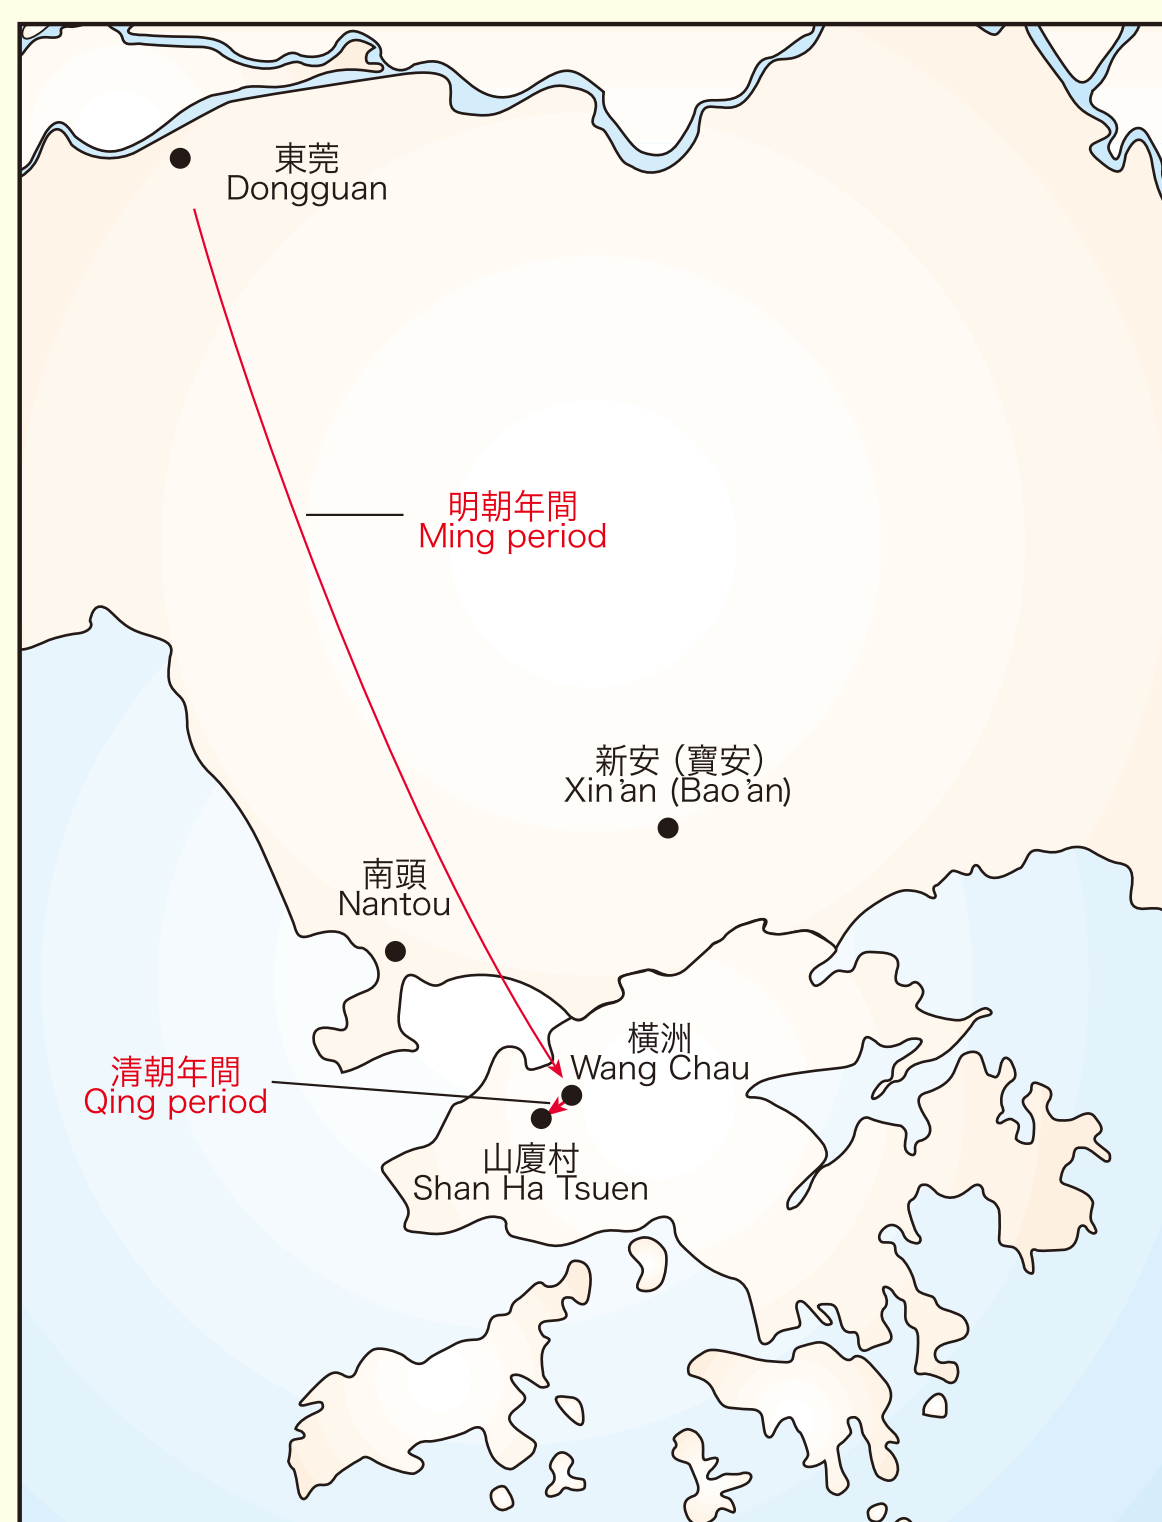 東莞
Dongguan
明朝年間
Ming period
新安（寶安）
Xin’an (Bao’an)
南頭
Nantou
橫洲
Wang Chau
清朝年間
Qing period
山廈村
Shan Ha Tsuen